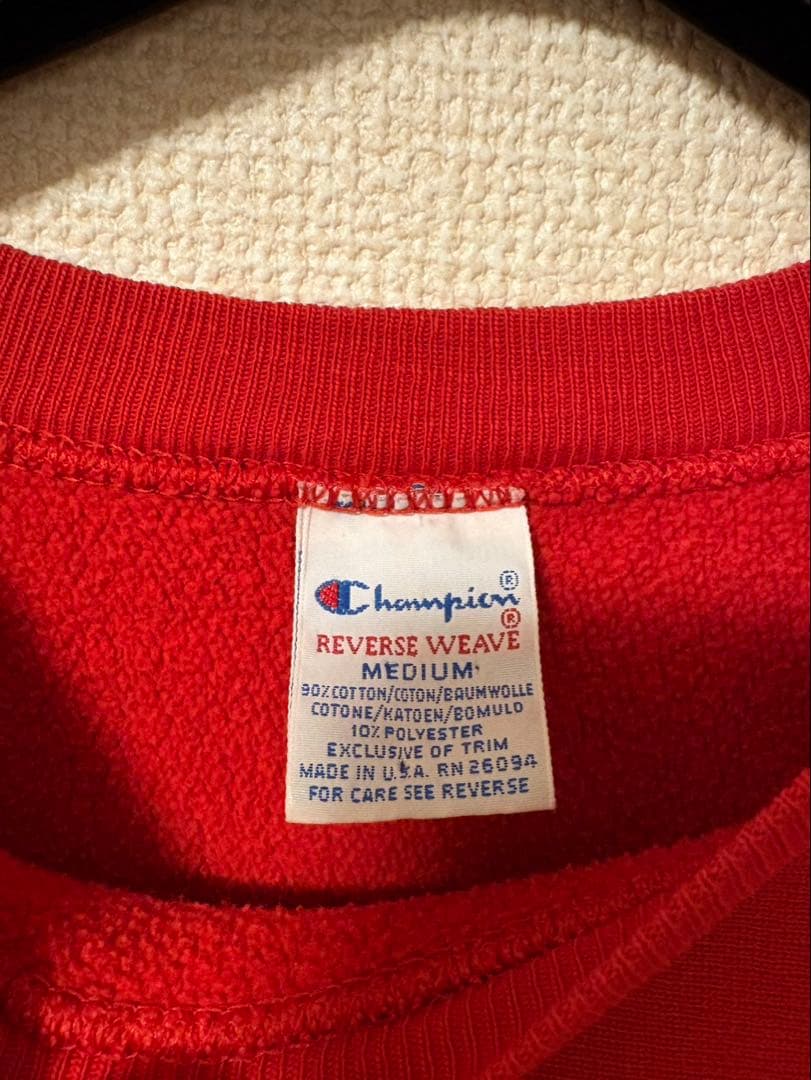 Champion®
REVERSE WEAVE®
MEDIUM
90% COTTON/COTON/BAUMWOLLE
COTONE/KATOEN/BOMULD
10% POLYESTER
EXCLUSIVE OF TRIM
MADE IN U.S.A. RN 26094
FOR CARE SEE REVERSE